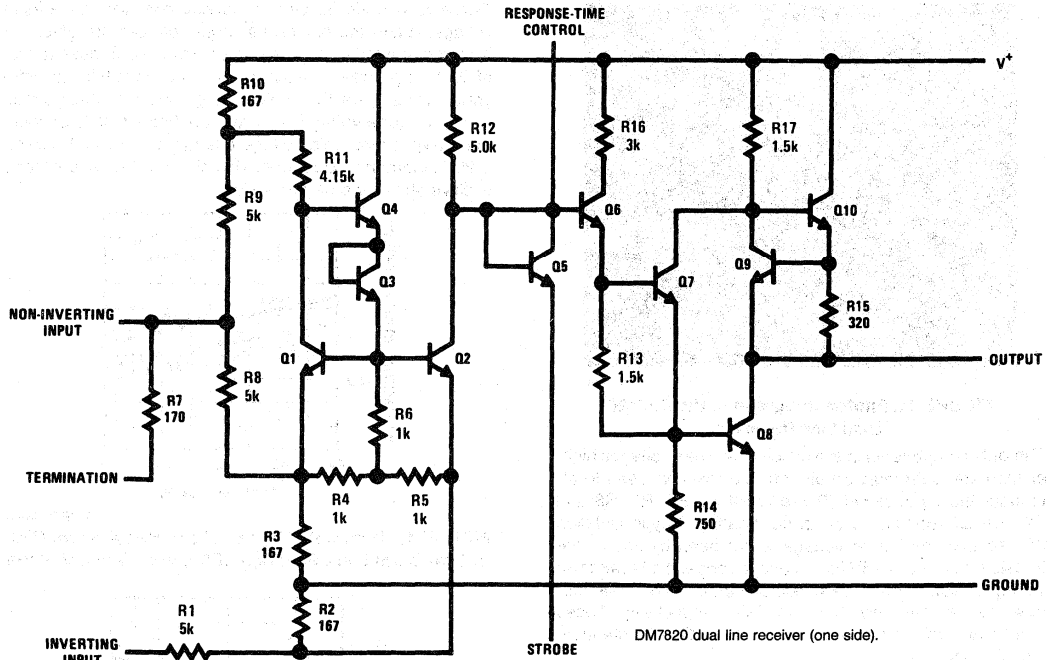 RESPONSE-TIME
CONTROL
V+
R10
167
R12
5.0k
R16
3k
R17
1.5k
R11
4.15k
R9
5k
Q4
Q6
Q10
Q5
Q3
Q7
Q9
R15
320
NON-INVERTING
INPUT
Q1
Q2
R13
1.5k
OUTPUT
R8
5k
R7
170
R6
1k
Q8
TERMINATION
R4
1k
R5
1k
R14
750
R3
167
GROUND
R1
5k
R2
167
INVERTING
INPUT
STROBE
DM7820 dual line receiver (one side).